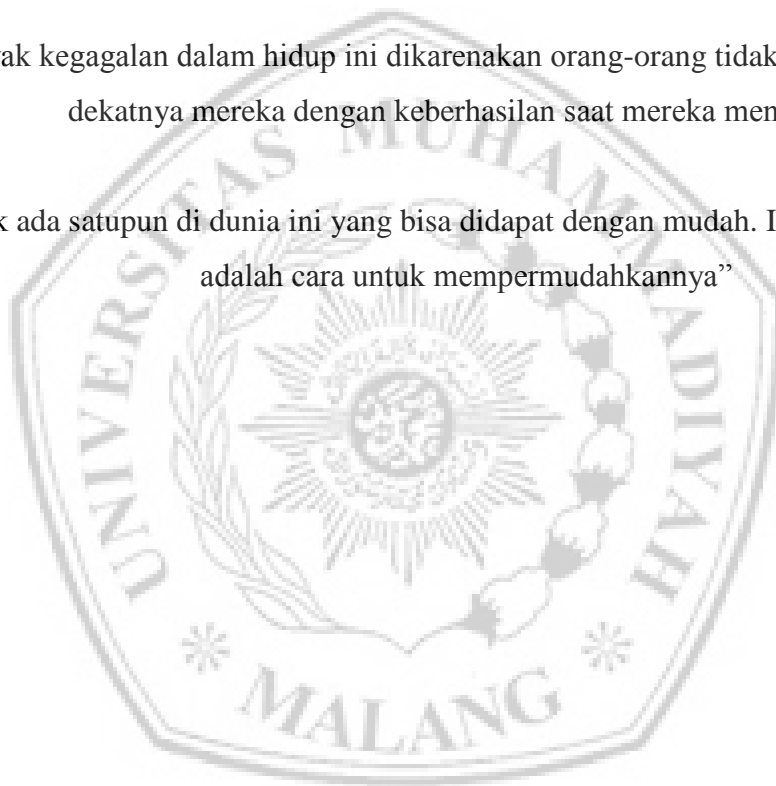 ak kegagalan dalam hidup ini dikarenakan orang-orang tidak
dekatnya mereka dengan keberhasilan saat mereka men
k ada satupun di dunia ini yang bisa didapat dengan mudah. I
adalah cara untuk mempermudahkannya”
UNIVERSITAS MUHAMMADIYAH
MALANG